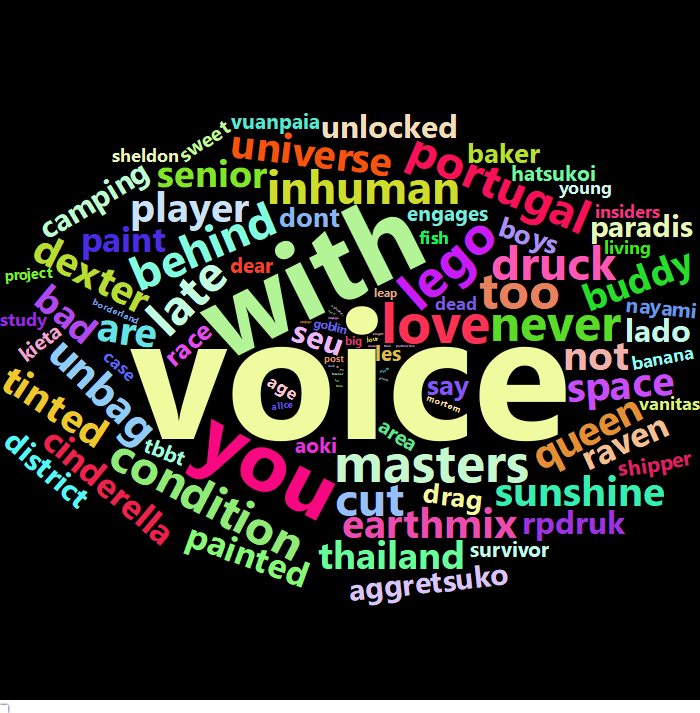 vuanpaia
unlocked
sweet
sheldon
universe
portugal
baker
senior
inhuman
hatsukoi
young
camping
player
dont
engages
insiders
behind
with
paint
boys
paradis
fish
living
dexter
dear
lego
druck
buddy
project
late
leap
too
bad
borderland
dead
nayami
study
are
race
seu
goblin
love
never
lado
kieta
case
voice
big
not
banana
unbag
post
les
age
say
space
vanitas
tinted
alice
mortem
queen
raven
district
cinderella
tbbt
you
aoki
area
masters
shipper
condition
cut
drag
sunshine
painted
earthmix
rpdruk
thailand
survivor
aggretsuko